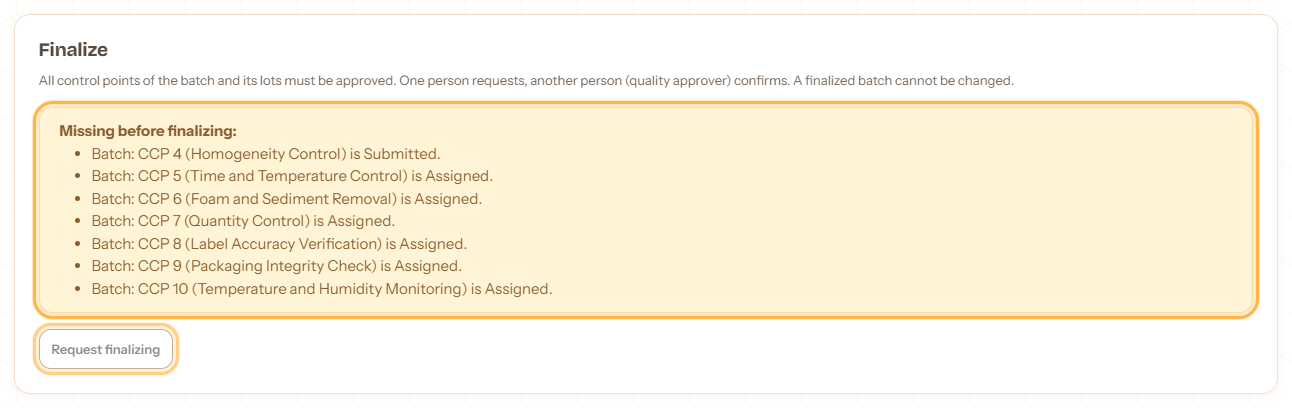 Finalize
All control points of the batch and its lots must be approved. One person requests, another person (quality approver) confirms. A finalized batch cannot be changed.
Missing before finalizing:
• Batch: CCP 4 (Homogeneity Control) is Submitted.
• Batch: CCP 5 (Time and Temperature Control) is Assigned.
• Batch: CCP 6 (Foam and Sediment Removal) is Assigned.
• Batch: CCP 7 (Quantity Control) is Assigned.
• Batch: CCP 8 (Label Accuracy Verification) is Assigned.
• Batch: CCP 9 (Packaging Integrity Check) is Assigned.
• Batch: CCP 10 (Temperature and Humidity Monitoring) is Assigned.
Request finalizing